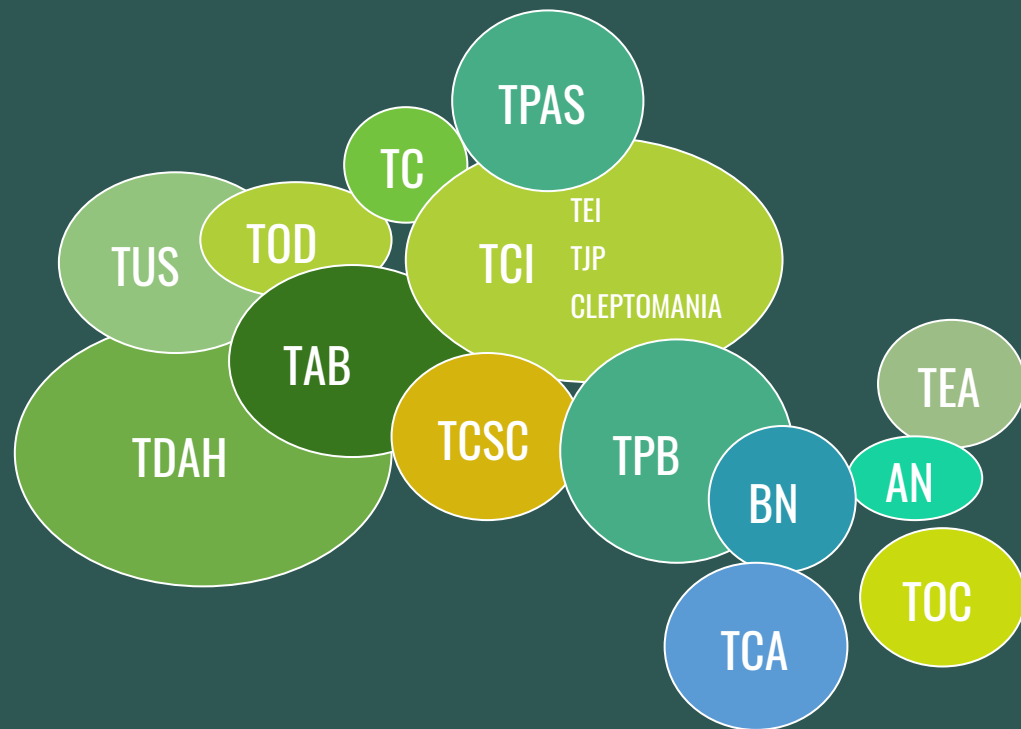 TPAS
TC
TEI
TOD
TCI
TJP
TUS
CLEPTOMANIA
TAB
TEA
TCSC
TDAH
TPB
AN
BN
TOC
TCA